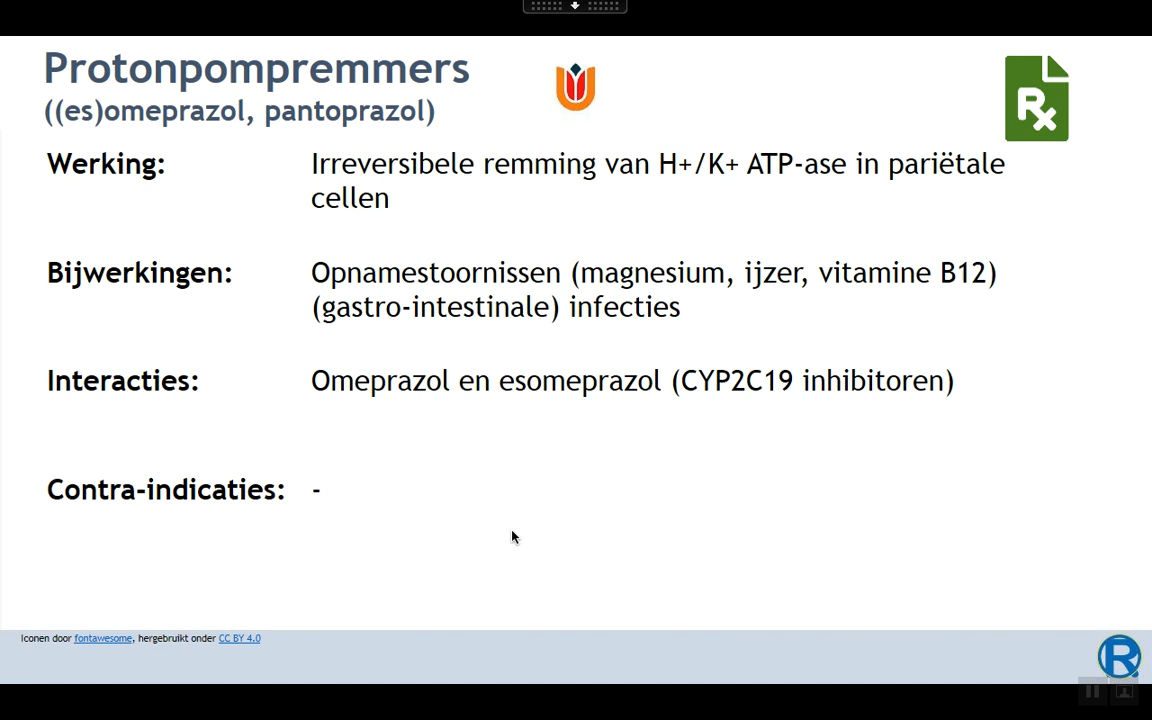 Protonpompremmers
((es)omeprazol, pantoprazol)
Rx
Werking: Irreversibele remming van H+/K+ ATP-ase in pariëtale
cellen
Bijwerkingen: Opnamestoornissen (magnesium, ijzer, vitamine B12)
(gastro-intestinale) infecties
Interacties: Omeprazol en esomeprazol (CYP2C19 inhibitoren)
Contra-indicaties: -
Iconen door fontawesome, hergebruikt onder CC BY 4.0
R